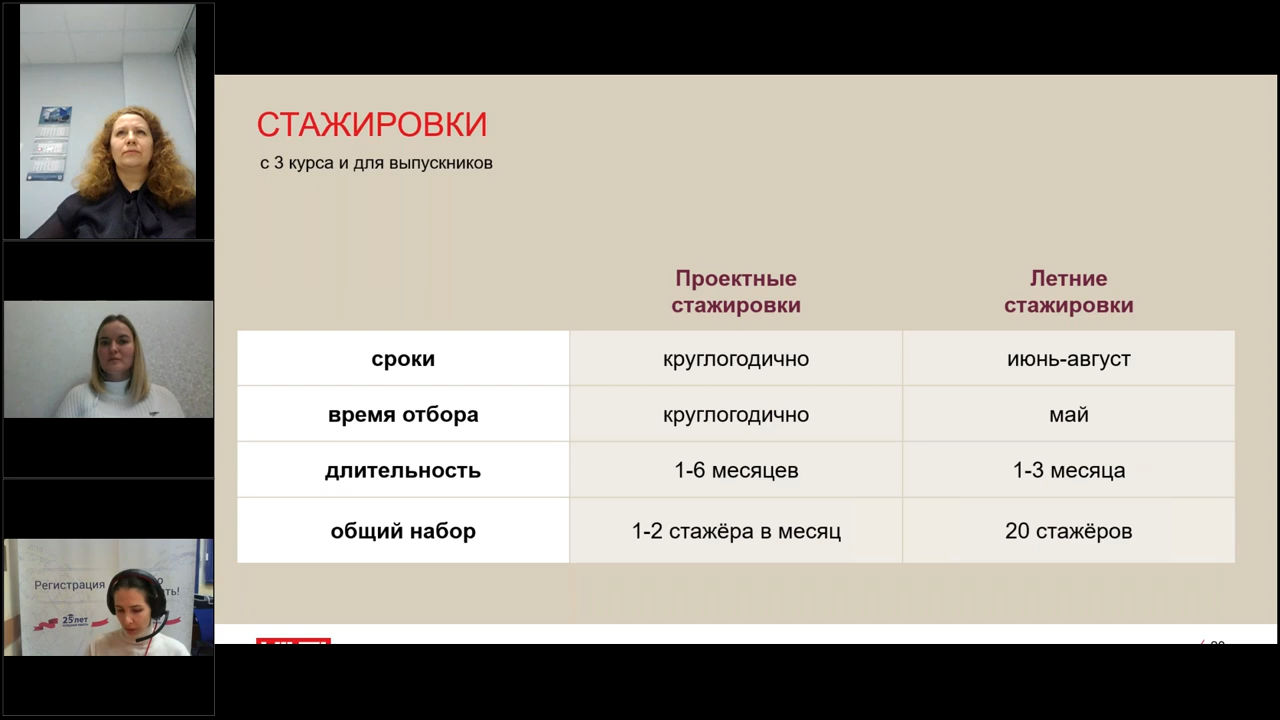 СТАЖИРОВКИ
с 3 курса и для выпускников
Проектные
стажировки
Летние
стажировки
сроки
круглогодично
июнь-август
время отбора
круглогодично
май
длительность
1-6 месяцев
1-3 месяца
общий набор
1-2 стажёра в месяц
20 стажёров
Регистрация
25 лет